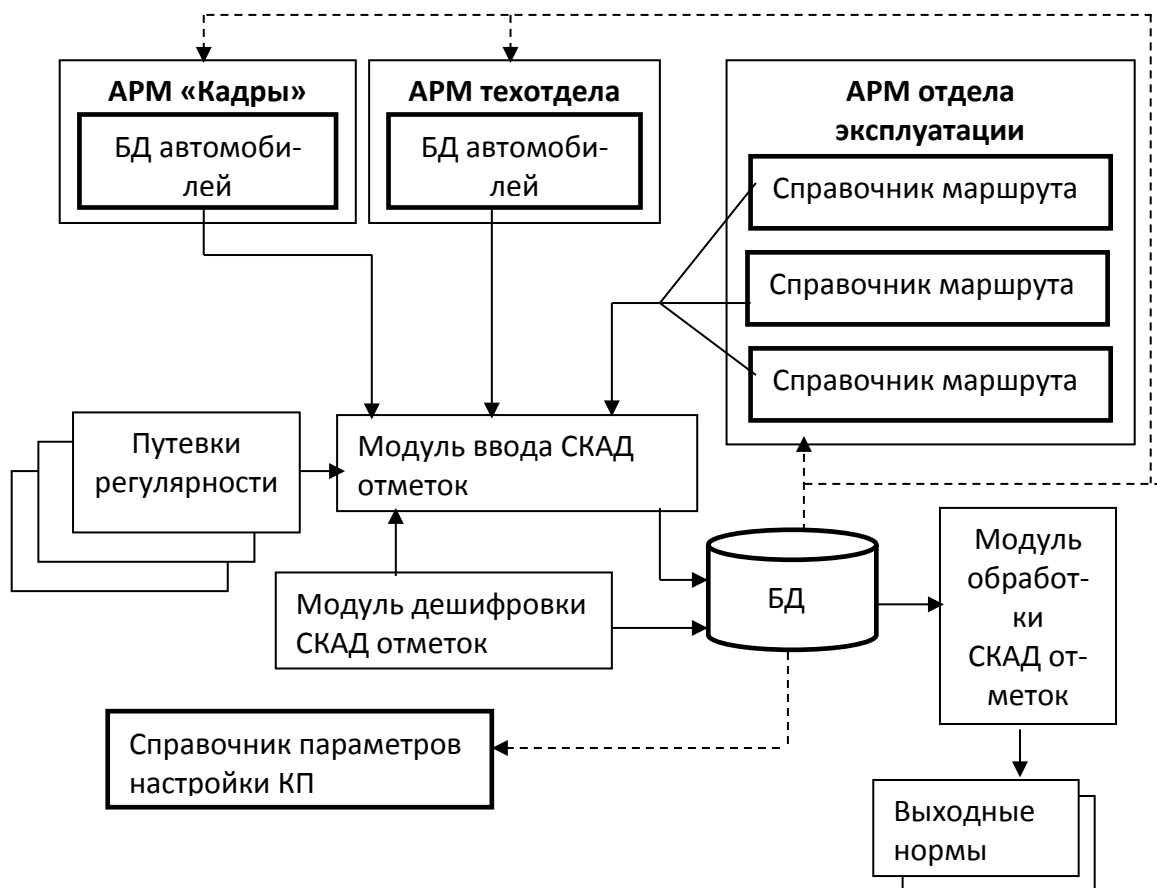 АРМ «Кадры»
БД автомоби-
лей
АРМ техотдела
БД автомоби-
лей
АРМ отдела
эксплуатации
Справочник маршрута
Справочник маршрута
Справочник маршрута
Путевки
регулярности
Модуль ввода СКАД
отметок
Модуль дешифровки
СКАД отметок
БД
Модуль
обработ-
ки
СКАД от-
меток
Справочник параметров
настройки КП
Выходные
нормы